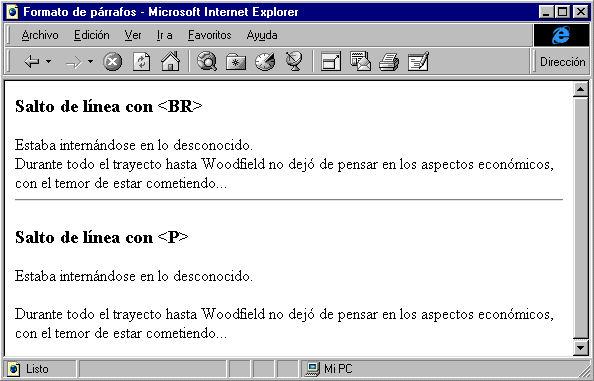 Formato de párrafos - Microsoft Internet Explorer
Archivo Edición Ver Ir a Favoritos Ayuda
Dirección
Salto de línea con <BR>
Estaba internándose en lo desconocido.
Durante todo el trayecto hasta Woodfield no dejó de pensar en los aspectos económicos,
con el temor de estar cometiendo...
Salto de línea con <P>
Estaba internándose en lo desconocido.
Durante todo el trayecto hasta Woodfield no dejó de pensar en los aspectos económicos,
con el temor de estar cometiendo...
Listo
Mi PC